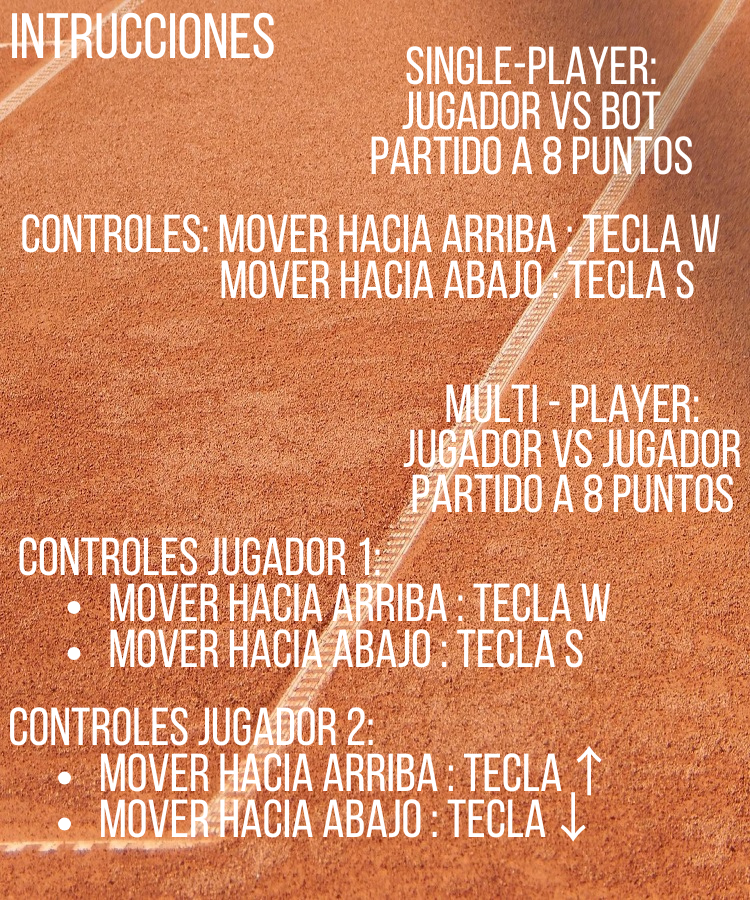 INTRUCCIONES
SINGLE-PLAYER:
JUGADOR VS BOT
PARTIDO A 8 PUNTOS
CONTROLES: MOVER HACIA ARRIBA : TECLA W
MOVER HACIA ABAJO : TECLA S
MULTI - PLAYER:
JUGADOR VS JUGADOR
PARTIDO A 8 PUNTOS
CONTROLES JUGADOR 1:
• MOVER HACIA ARRIBA : TECLA W
• MOVER HACIA ABAJO : TECLA S
CONTROLES JUGADOR 2:
• MOVER HACIA ARRIBA : TECLA ↑
• MOVER HACIA ABAJO : TECLA ↓